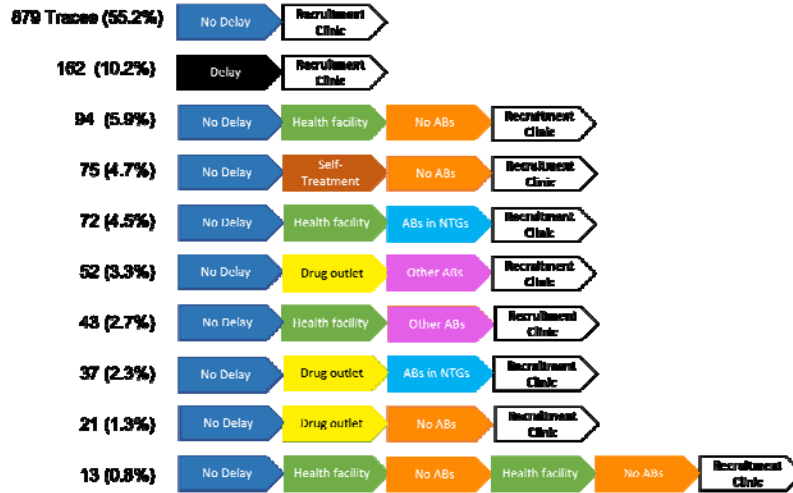 879 Traces (55.2%) No Delay Recruitment Clinic
162 (10.2%) Delay Recruitment Clinic
94 (5.9%) No Delay Health facility No ABs Recruitment Clinic
75 (4.7%) No Delay Self-Treatment No ABs Recruitment Clinic
72 (4.5%) No Delay Health facility ABs in NTGs Recruitment Clinic
52 (3.3%) No Delay Drug outlet Other ABs Recruitment Clinic
43 (2.7%) No Delay Health facility Other ABs Recruitment Clinic
37 (2.3%) No Delay Drug outlet ABs in NTGs Recruitment Clinic
21 (1.3%) No Delay Drug outlet No ABs Recruitment Clinic
13 (0.8%) No Delay Health facility No ABs Health facility No ABs Recruitment Clinic